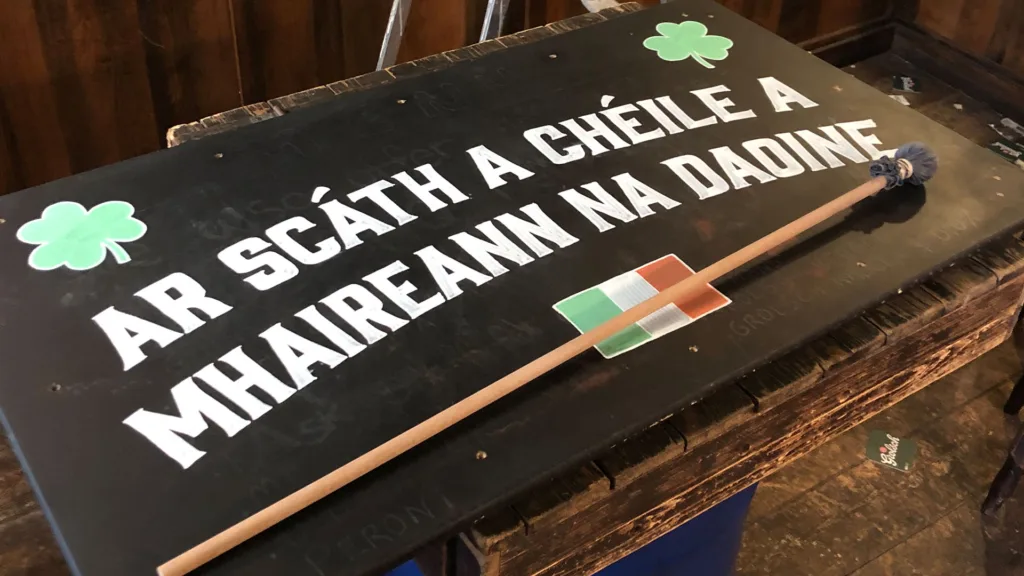 AR SCÁTH A CHÉILE A
MHAIREANN NA DAOINE